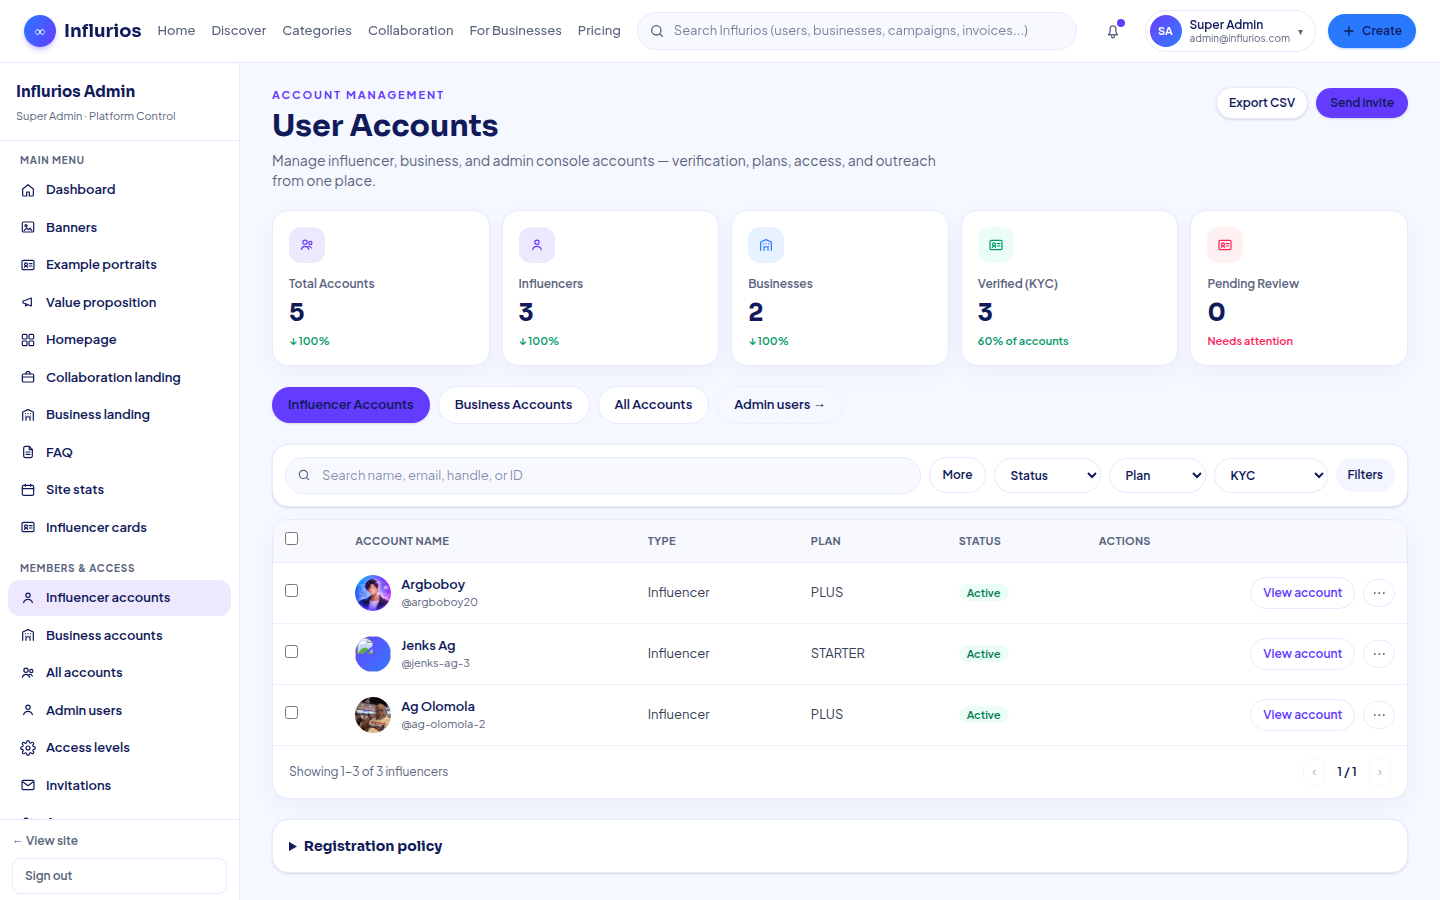 Influrios
Home
Discover
Categories
Collaboration
For Businesses
Pricing
Search Influrios (users, businesses, campaigns, invoices...)
SA
Super Admin
admin@influrios.com
Create
Influrios Admin
Super Admin · Platform Control
MAIN MENU
Dashboard
Banners
Example portraits
Value proposition
Homepage
Collaboration landing
Business landing
FAQ
Site stats
Influencer cards
MEMBERS & ACCESS
Influencer accounts
Business accounts
All accounts
Admin users
Access levels
Invitations
← View site
Sign out
ACCOUNT MANAGEMENT
User Accounts
Manage influencer, business, and admin console accounts — verification, plans, access, and outreach
from one place.
Export CSV
Send invite
Total Accounts
5
↓100%
Influencers
3
↓100%
Businesses
2
↓100%
Verified (KYC)
3
60% of accounts
Pending Review
0
Needs attention
Influencer Accounts
Business Accounts
All Accounts
Admin users →
Search name, email, handle, or ID
More
Status
Plan
KYC
Filters
ACCOUNT NAME
TYPE
PLAN
STATUS
ACTIONS
Argboboy
@argboboy20
Influencer
PLUS
Active
View account
⋯
Jenks Ag
@jenks-ag-3
Influencer
STARTER
Active
View account
⋯
Ag Olomola
@ag-olomola-2
Influencer
PLUS
Active
View account
⋯
Showing 1–3 of 3 influencers
‹
1 / 1
›
Registration policy